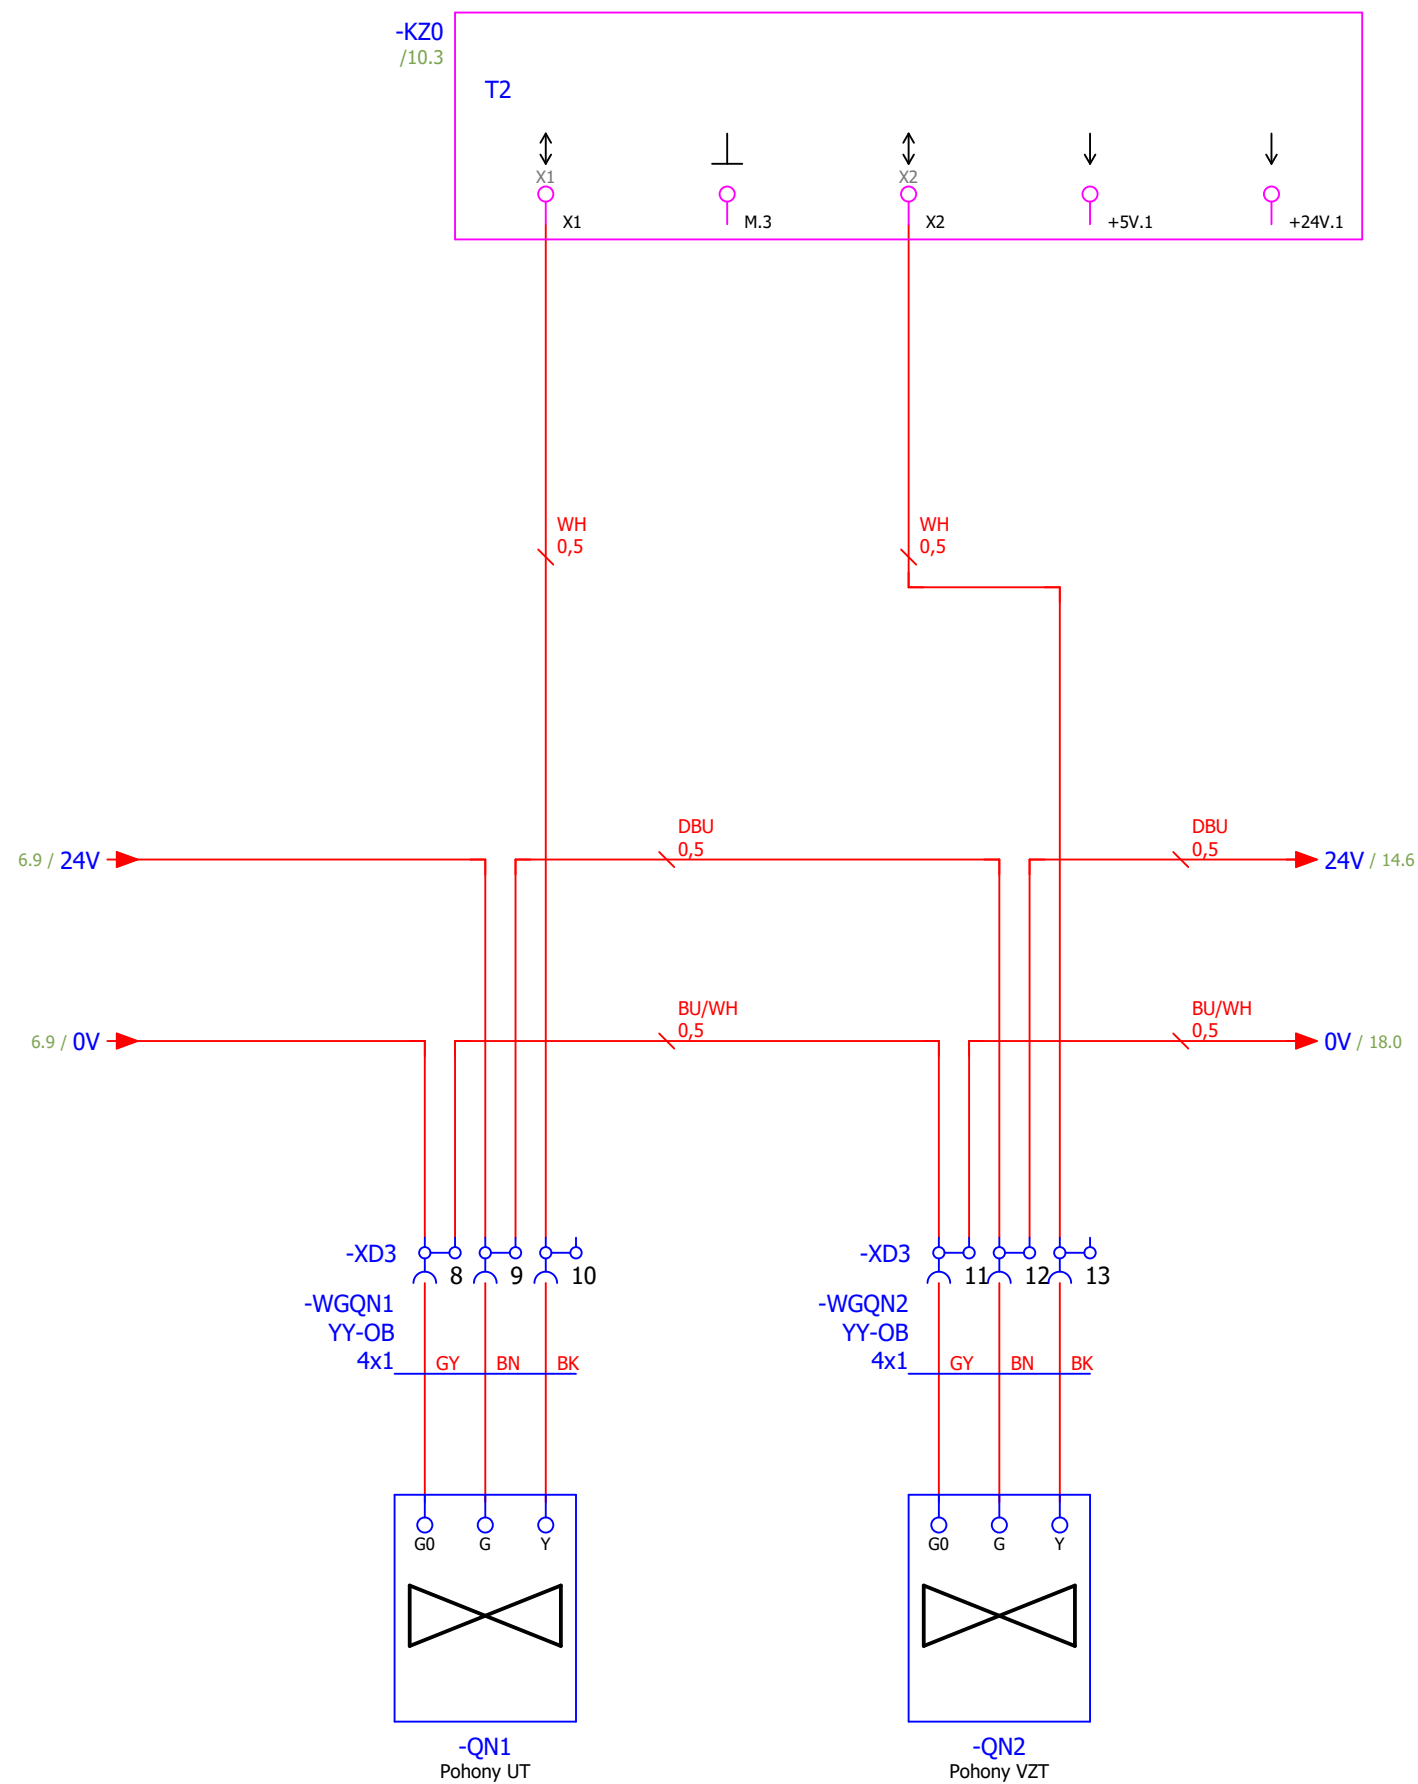 -KZ0
/10.3
T2
X1
X2
X1
M.3
X2
+5V.1
+24V.1
WH
0,5
WH
0,5
DBU
0,5
DBU
0,5
6.9 / 24V
24V / 14.6
BU/WH
0,5
BU/WH
0,5
6.9 / 0V
0V / 18.0
-XD3
8
9
10
-XD3
11
12
13
-WGQN1
YY-OB
4x1
GY
BN
BK
-WGQN2
YY-OB
4x1
GY
BN
BK
G0
G
Y
G0
G
Y
-QN1
Pohony UT
-QN2
Pohony VZT